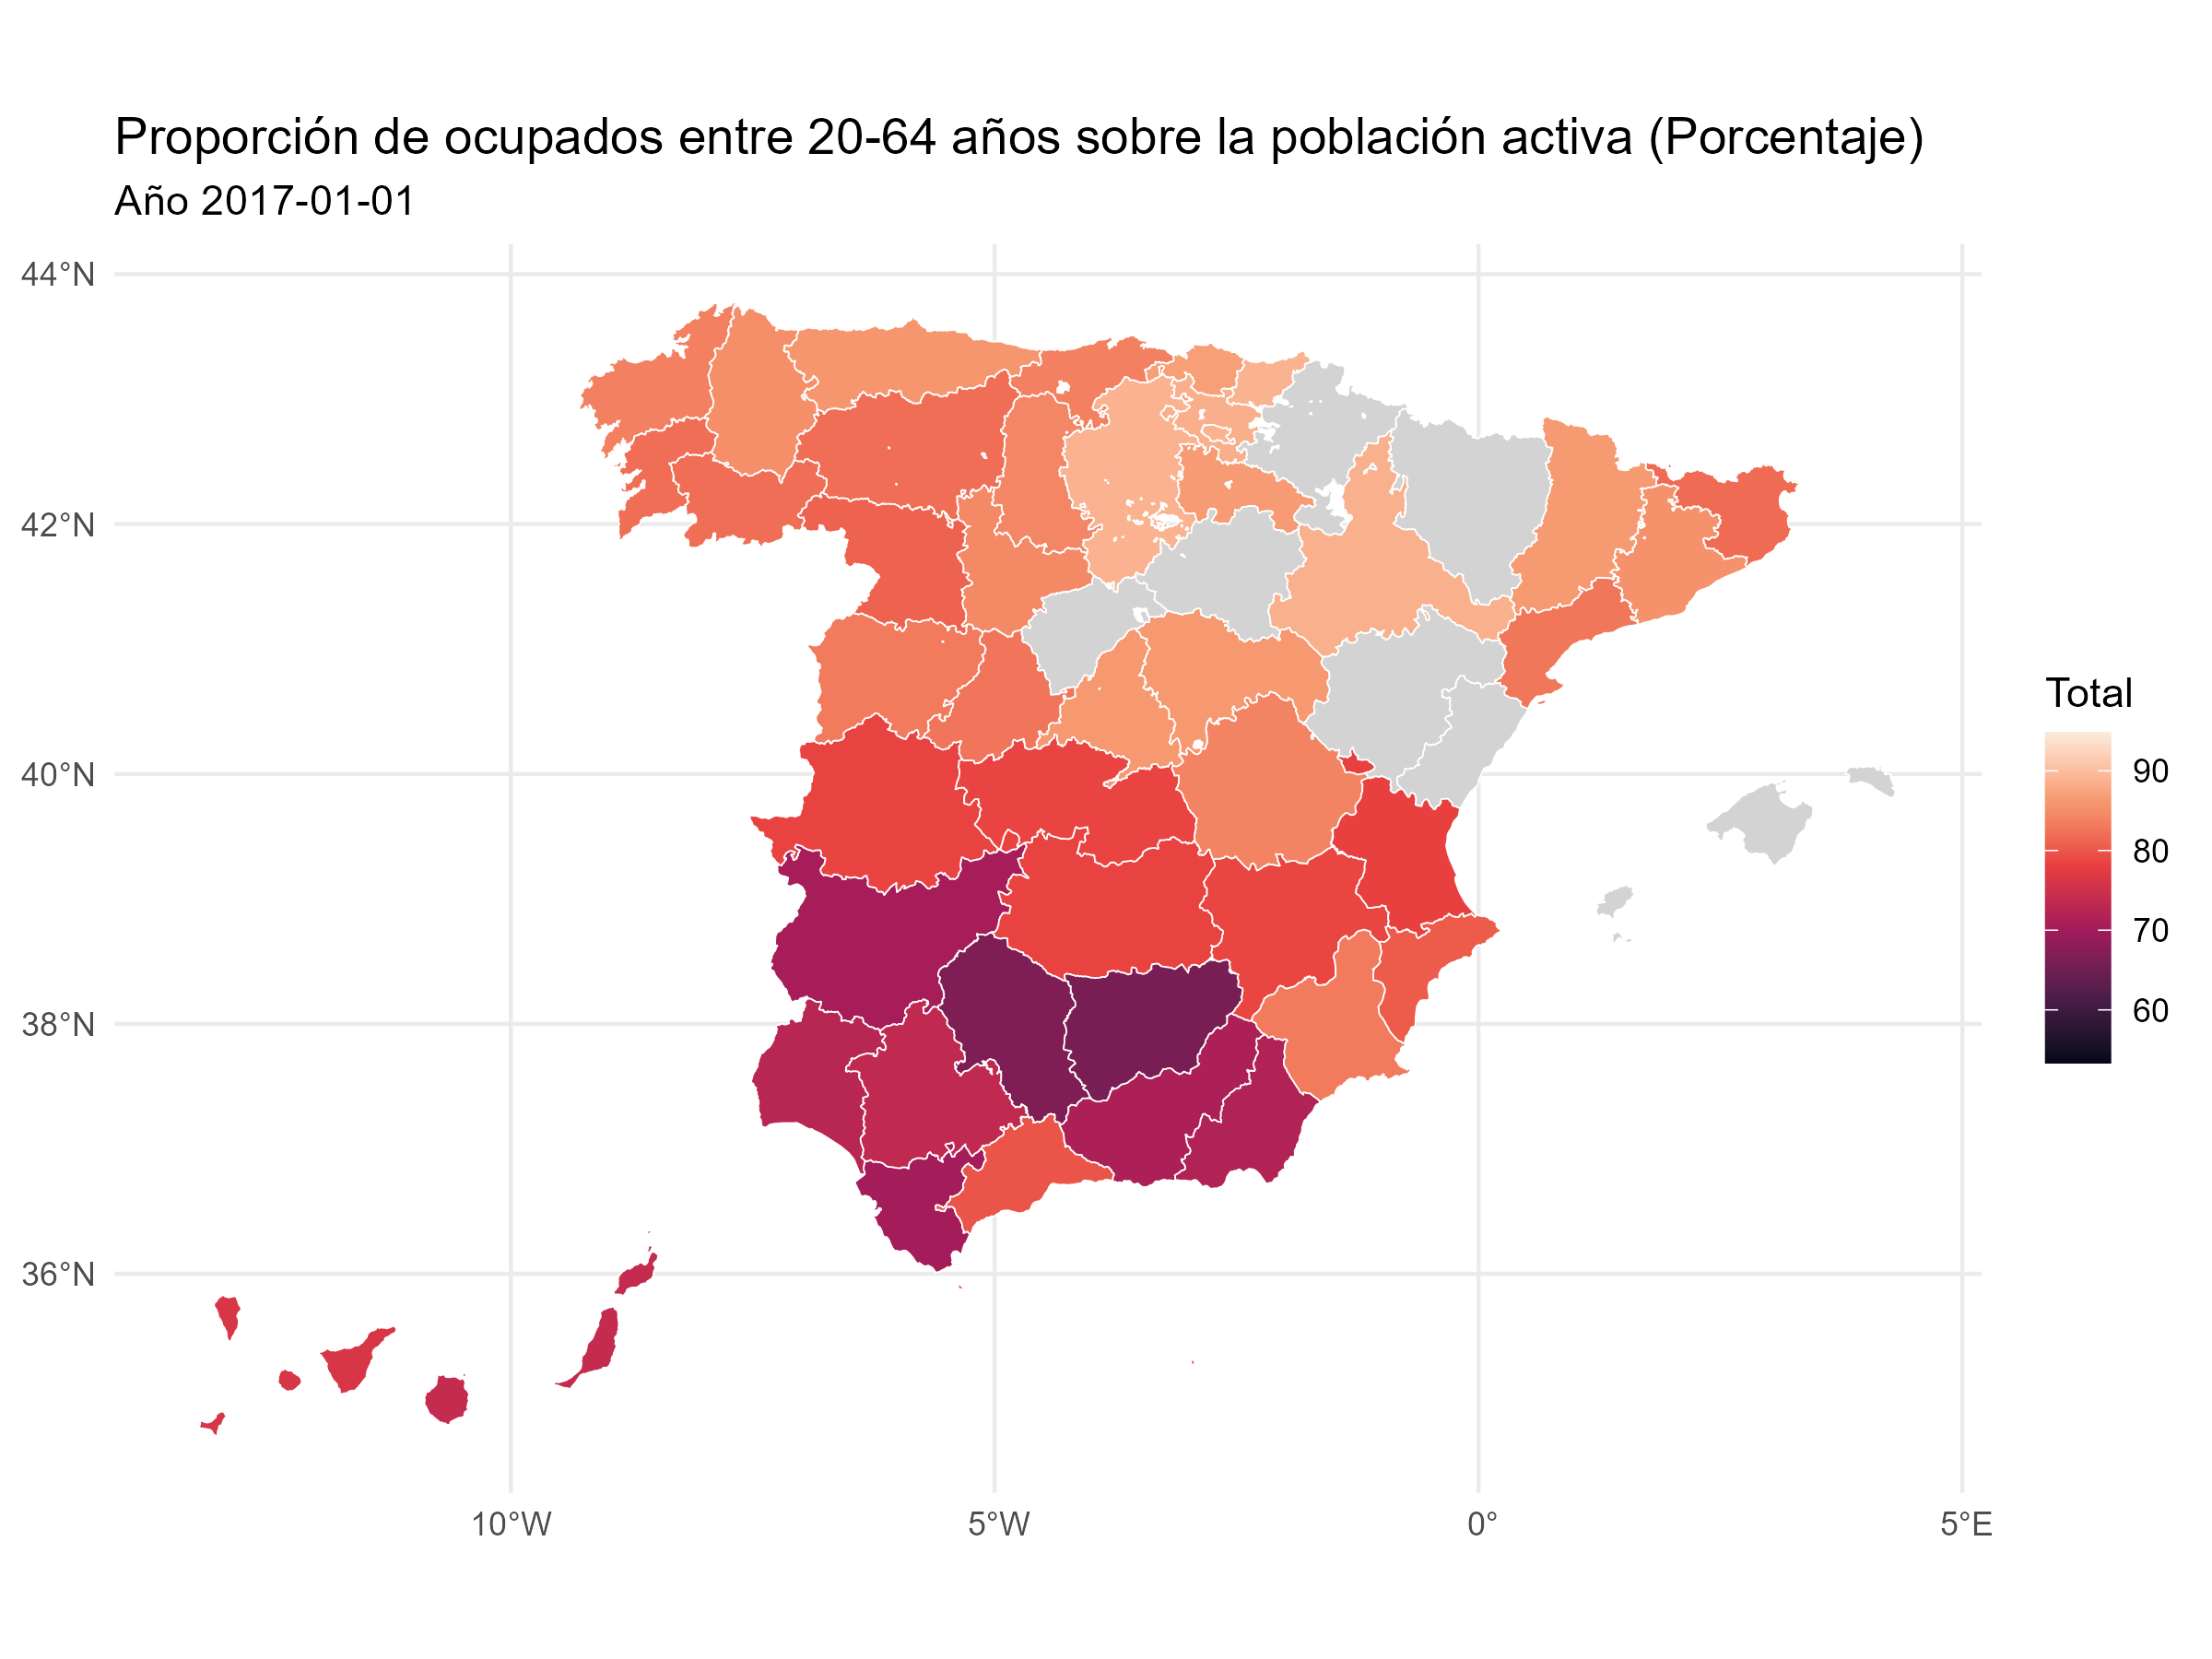 Proporción de ocupados entre 20-64 años sobre la población activa (Porcentaje)
Año 2017-01-01
44°N
42°N
40°N
38°N
36°N
10°W
5°W
0°
5°E
Total
90
80
70
60